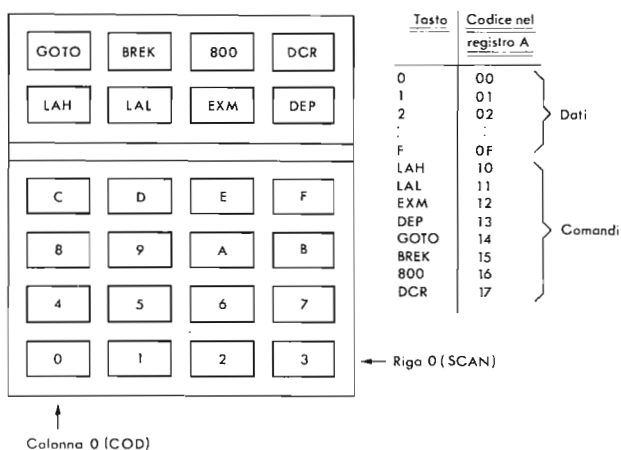 GOTO BREK 800 DCR
LAH LAL EXM DEP
C D E F
8 9 A B
4 5 6 7
0 1 2 3
Riga 0 (SCAN)
Colonna 0 (COD)
Tasto Codice nel
registro A
0 00
1 01
2 02
: :
F 0F
Dati
LAH 10
LAL 11
EXM 12
DEP 13
GOTO 14
BREK 15
800 16
DCR 17
Comandi